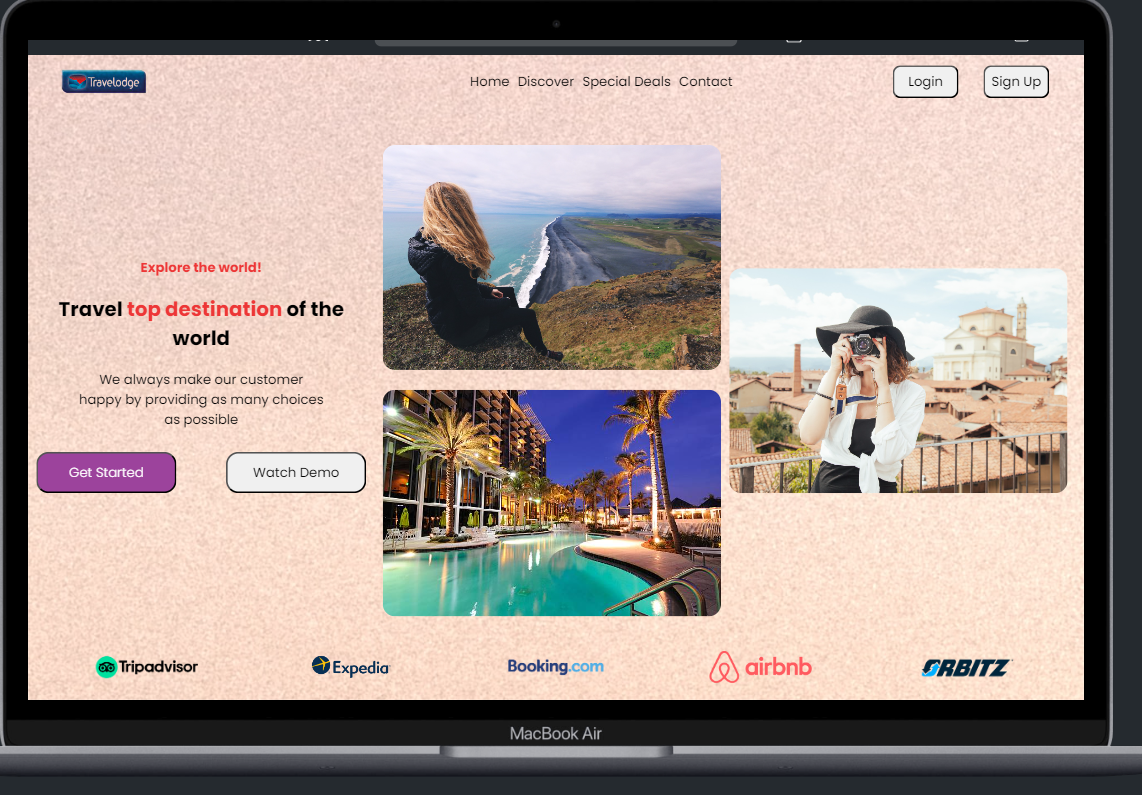 Travelodge
Home Discover Special Deals Contact
Login
Sign Up
Explore the world!
Travel top destination of the
world
We always make our customer
happy by providing as many choices
as possible
Get Started
Watch Demo
Tripadvisor
Expedia
Booking.com
airbnb
ORBITZ
MacBook Air